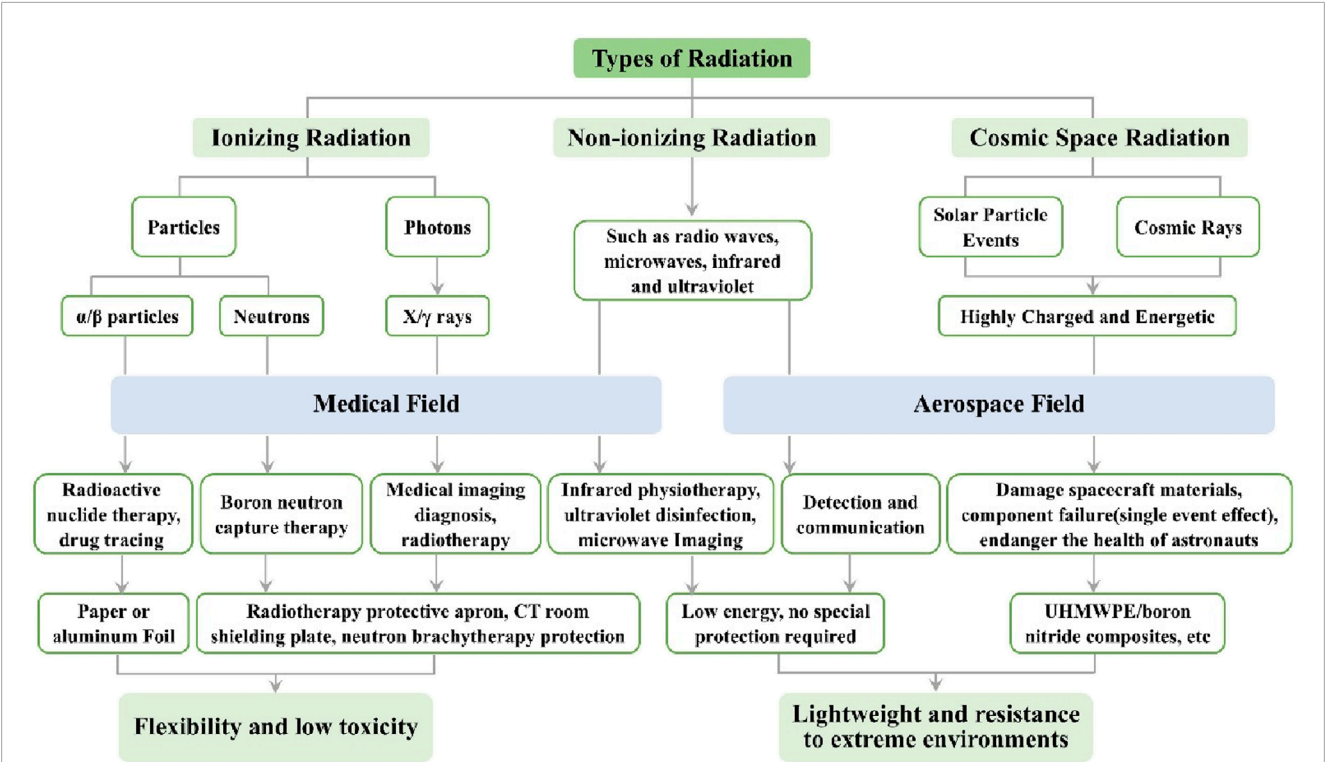 Types of Radiation
Ionizing Radiation
Non-ionizing Radiation
Cosmic Space Radiation
Particles
Photons
Such as radio waves,
microwaves, infrared
and ultraviolet
Solar Particle
Events
Cosmic Rays
α/β particles
Neutrons
X/γ rays
Highly Charged and Energetic
Medical Field
Aerospace Field
Radioactive
nuclide therapy,
drug tracing
Boron neutron
capture therapy
Medical imaging
diagnosis,
radiotherapy
Infrared physiotherapy,
ultraviolet disinfection,
microwave Imaging
Detection and
communication
Damage spacecraft materials,
component failure(single event effect),
endanger the health of astronauts
Paper or
aluminum Foil
Radiotherapy protective apron, CT room
shielding plate, neutron brachytherapy protection
Low energy, no special
protection required
UHMWPE/boron
nitride composites, etc
Flexibility and low toxicity
Lightweight and resistance
to extreme environments